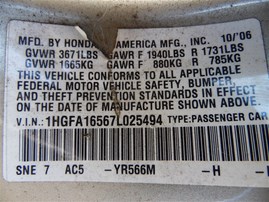 MFD. BY HONDA OF AMERICA MFG., INC. 10/06
GVWR 3671LBS GAWR F 1940LBS R 1731LBS
GVWR 1665KG GAWR F 880KG R 785KG
THIS VEHICLE CONFORMS TO ALL APPLICABLE
FEDERAL MOTOR VEHICLE SAFETY, BUMPER,
AND THEFT PREVENTION STANDARDS IN EFFECT
ON THE DATE OF MANUFACTURE SHOWN ABOVE.
V.I.N.: 1HGFA16567L025494 TYPE: PASSENGER CAR
SNE 7 AC5 -YR566M -H -H